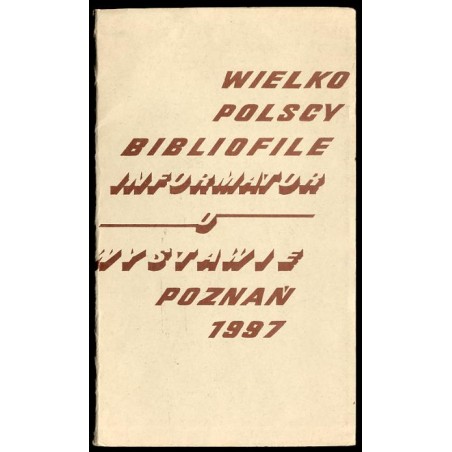 WIELKO
POLSCY
BIBLIOFILE
INFORMATOR
O
WYSTAWIE
POZNAŃ
1997